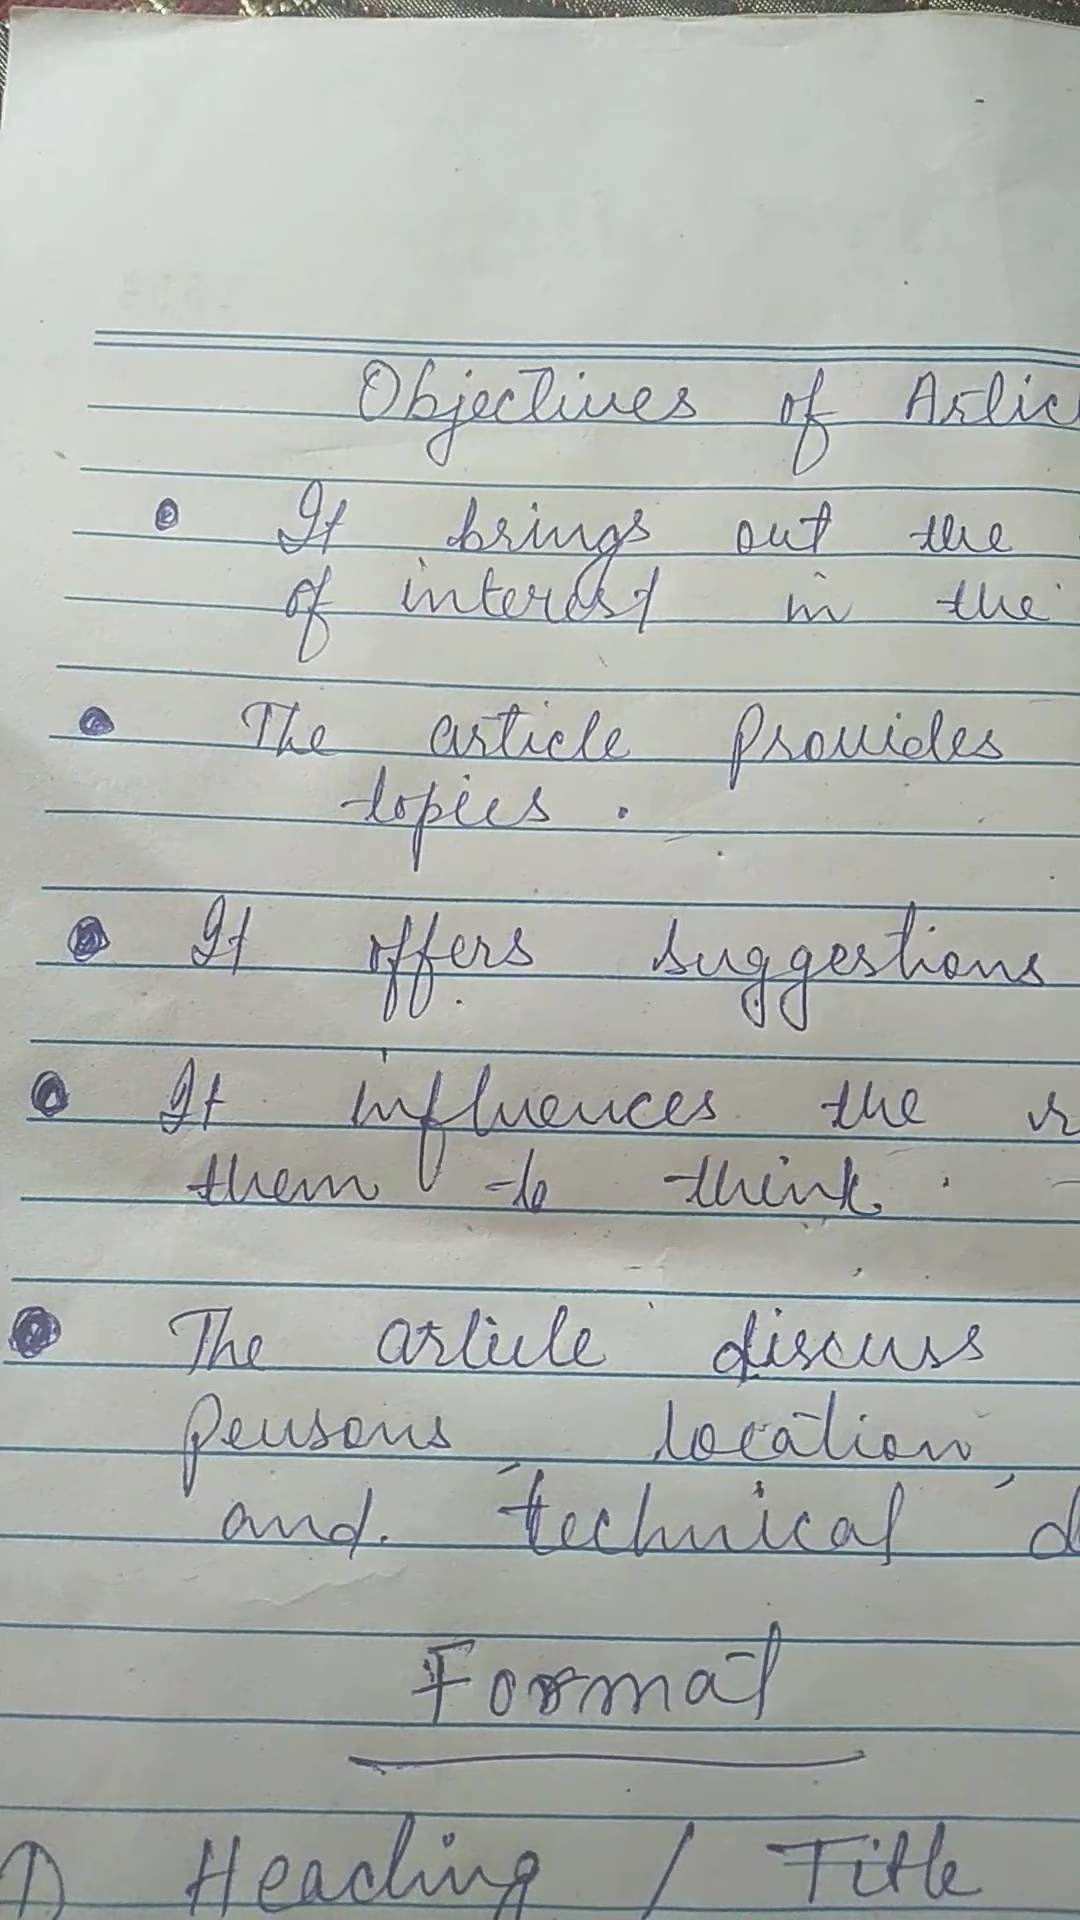 Objectives of Artic
• It brings out the
of interest in the
• The article Provides
topics.
• It offers suggestions
• It influences the r
them to think.
• The article discuss
persons location,
and technical d
Format
1) Heading / Title